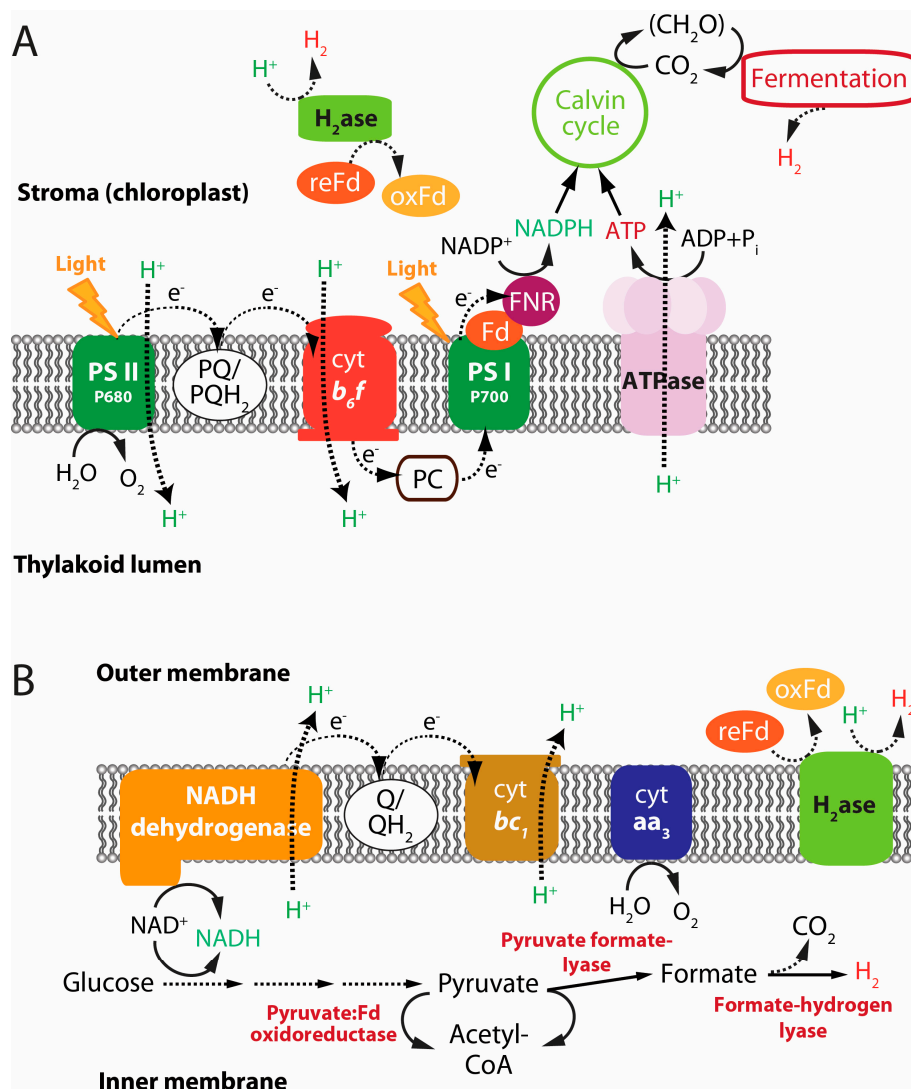 A
H₂
(CH₂O)
H⁺
CO₂
Fermentation
H₂ase
Calvin
cycle
H₂
reFd
oxFd
Stroma (chloroplast)
H⁺
NADPH
ATP
NADP⁺
ADP+Pᵢ
Light
H⁺
H⁺
Light
e⁻
e⁻
e⁻
FNR
Fd
PS II
P680
PQ/
PQH₂
cyt
b₆f
PS I
P700
ATPase
H₂O
O₂
e⁻
PC
e⁻
H⁺
H⁺
H⁺
Thylakoid lumen
B
Outer membrane
oxFd
H⁺
H⁺
reFd
H⁺
H₂
e⁻
e⁻
NADH
dehydrogenase
Q/
QH₂
cyt
bc₁
cyt
aa₃
H₂ase
H⁺
H⁺
H₂O
O₂
NAD⁺
NADH
Pyruvate formate-
lyase
CO₂
Glucose
Pyruvate
Formate
H₂
Pyruvate:Fd
oxidoreductase
Formate-hydrogen
lyase
Acetyl-
CoA
Inner membrane